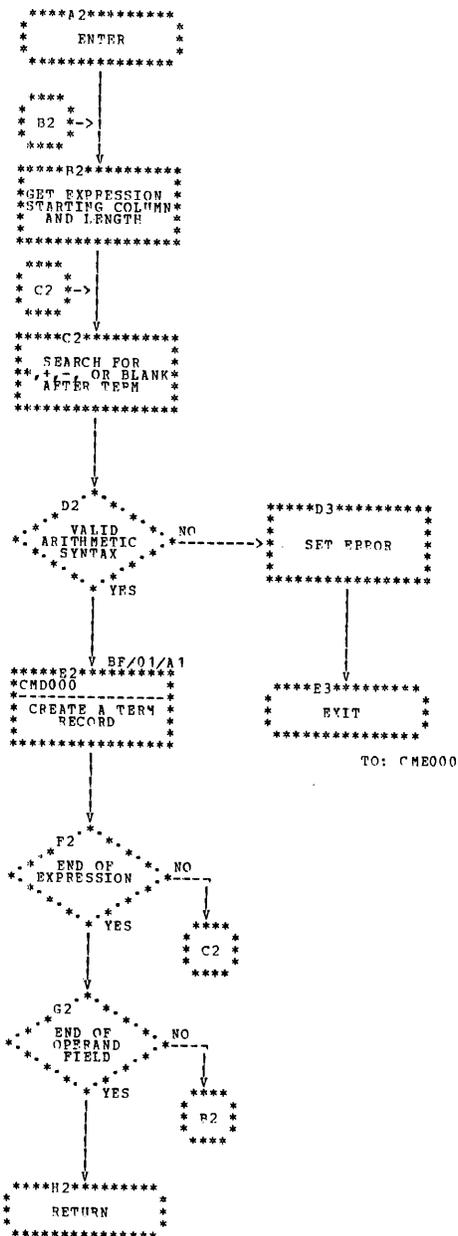 A2
ENTER
B2
B2
GET EXPRESSION
STARTING COLUMN
AND LENGTH
C2
C2
SEARCH FOR
*,+,-, OR BLANK
AFTER TERM
D2
VALID
ARITHMETIC
SYNTAX
NO
YES
D3
SET ERROR
BF/01/A1
E2
CMD000
CREATE A TERM
RECORD
E3
EXIT
TO: CME000
F2
END OF
EXPRESSION
NO
YES
C2
G2
END OF
OPERAND
FIELD
NO
YES
B2
H2
RETURN